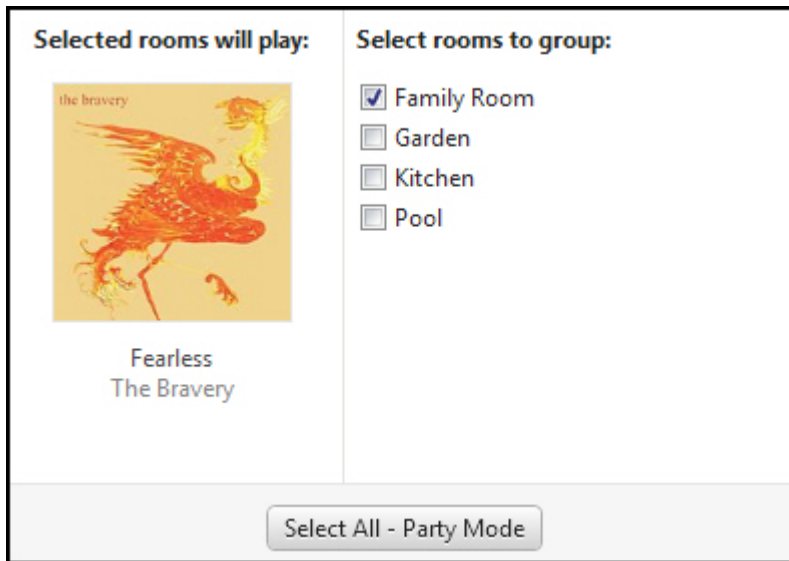 Selected rooms will play:
the bravery
Fearless
The Bravery
Select rooms to group:
Family Room
Garden
Kitchen
Pool
Select All - Party Mode